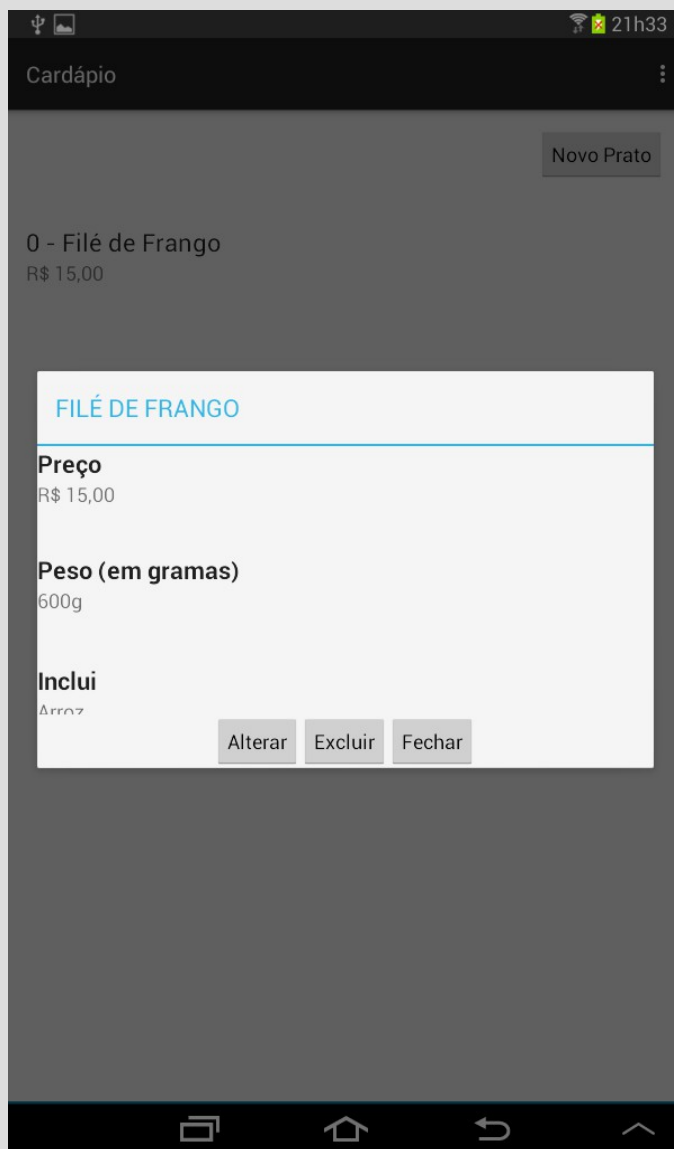 21h33
Cardápio
Novo Prato
0 - Filé de Frango
R$ 15,00
FILÉ DE FRANGO
Preço
R$ 15,00
Peso (em gramas)
600g
Inclui
Arroz
Alterar Excluir Fechar